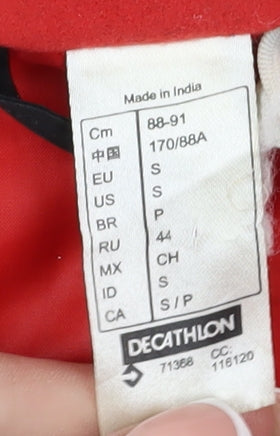 Made in India
Cm 88-91
中国 170/88A
EU S
US S
BR P
RU 44
MX CH
ID S
CA S / P
DECATHLON
71368 CC:
116120